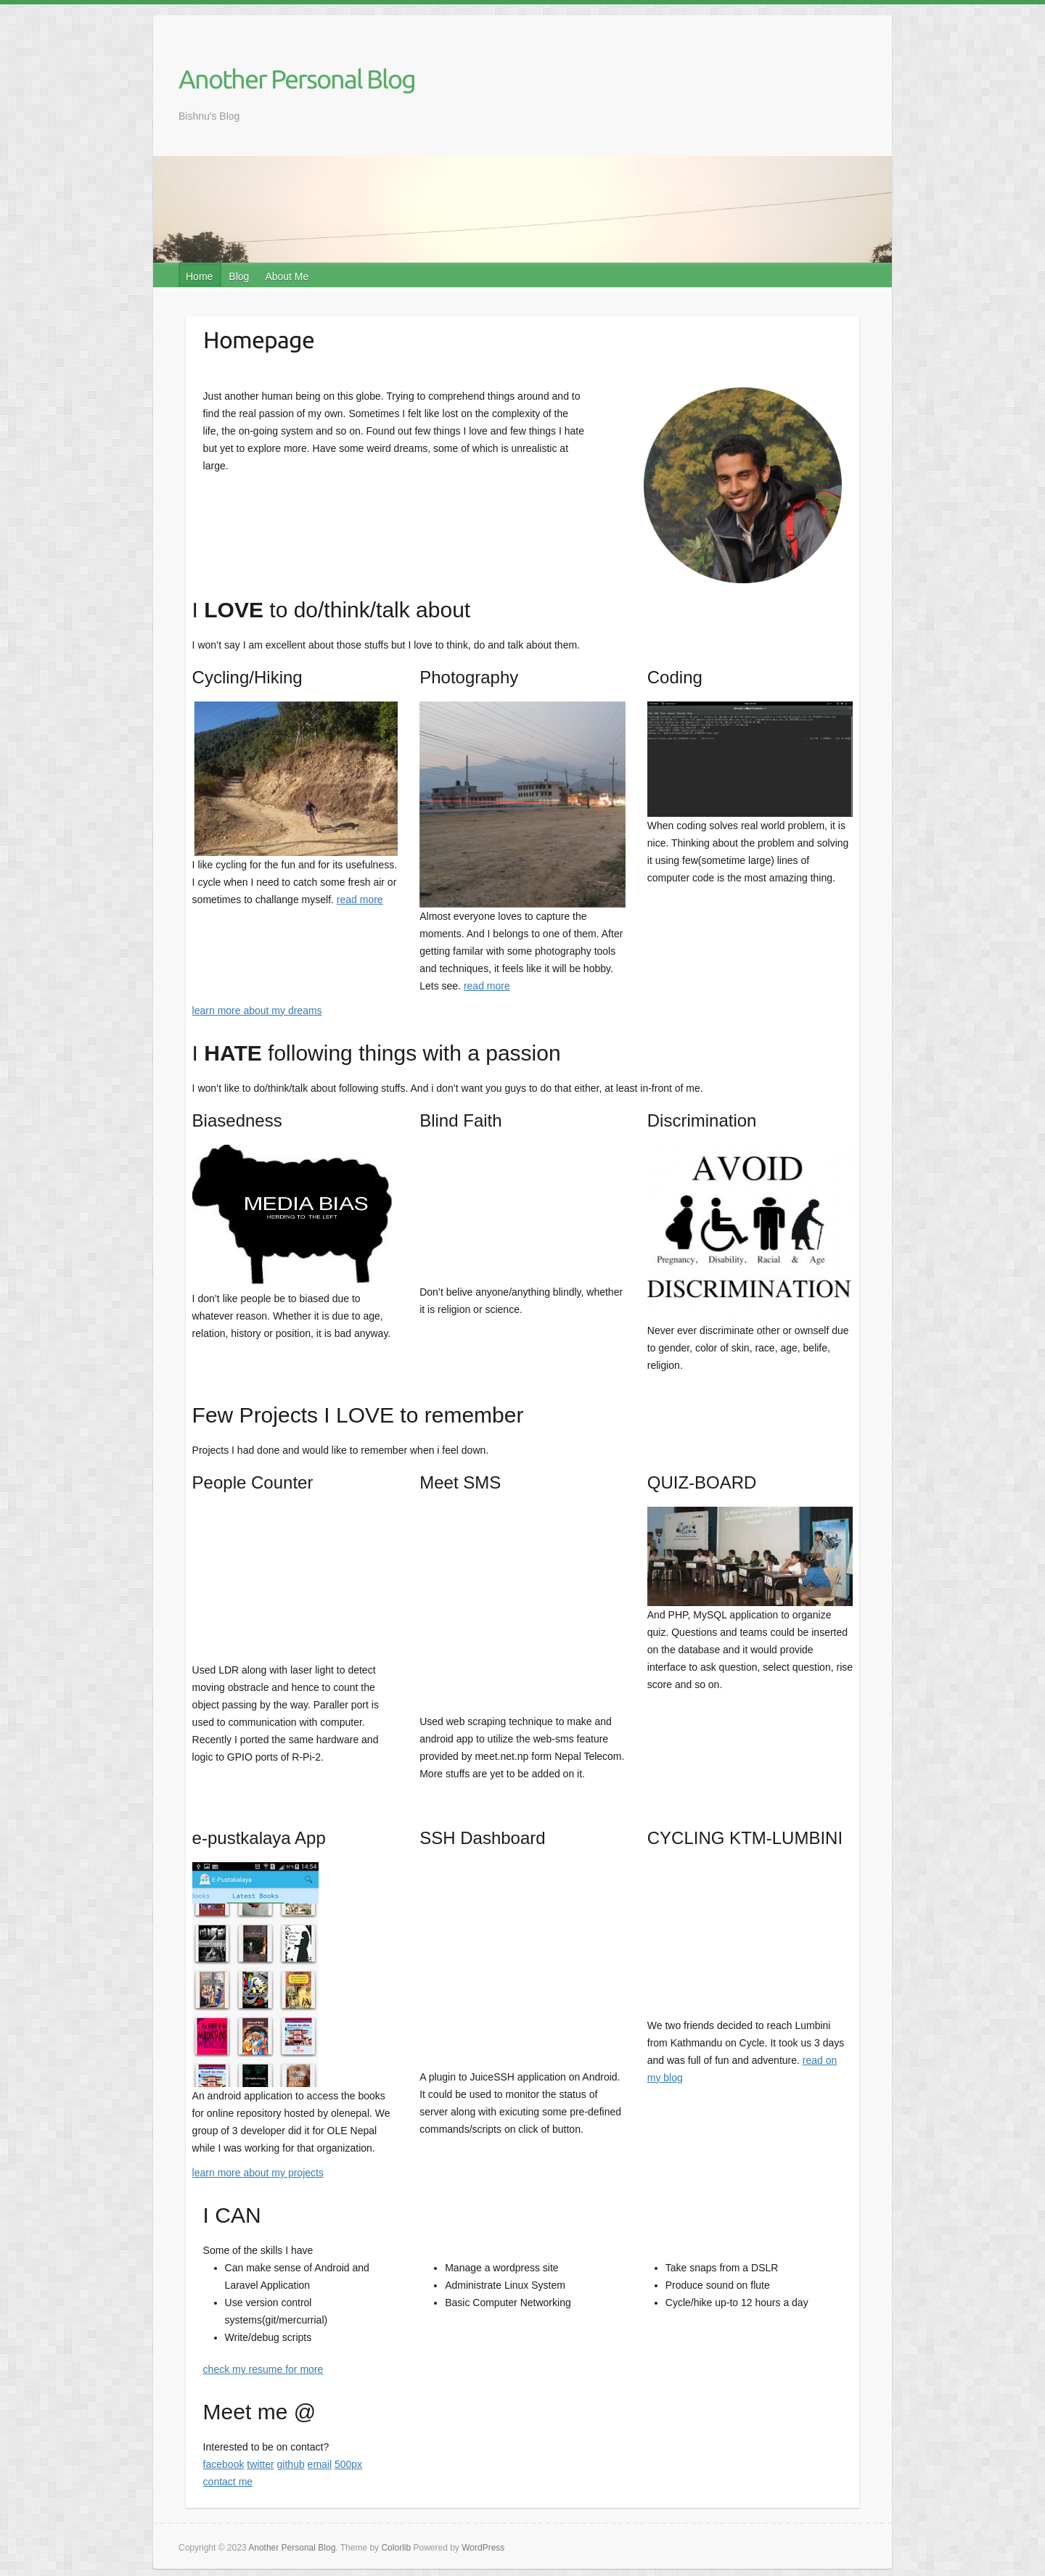 Another Personal Blog
Bishnu's Blog
Home Blog About Me
Homepage
Just another human being on this globe. Trying to comprehend things around and to
find the real passion of my own. Sometimes I felt like lost on the complexity of the
life, the on-going system and so on. Found out few things I love and few things I hate
but yet to explore more. Have some weird dreams, some of which is unrealistic at
large.
I LOVE to do/think/talk about
I won’t say I am excellent about those stuffs but I love to think, do and talk about them.
Cycling/Hiking
I like cycling for the fun and for its usefulness.
I cycle when I need to catch some fresh air or
sometimes to challange myself. read more
Photography
Almost everyone loves to capture the
moments. And I belongs to one of them. After
getting familar with some photography tools
and techniques, it feels like it will be hobby.
Lets see. read more
Coding
When coding solves real world problem, it is
nice. Thinking about the problem and solving
it using few(sometime large) lines of
computer code is the most amazing thing.
learn more about my dreams
I HATE following things with a passion
I won’t like to do/think/talk about following stuffs. And i don’t want you guys to do that either, at least in-front of me.
Biasedness
MEDIA BIAS
HERDING TO THE LEFT
I don’t like people be to biased due to
whatever reason. Whether it is due to age,
relation, history or position, it is bad anyway.
Blind Faith
Don’t belive anyone/anything blindly, whether
it is religion or science.
Discrimination
AVOID
Pregnancy, Disability, Racial & Age
DISCRIMINATION
Never ever discriminate other or ownself due
to gender, color of skin, race, age, belife,
religion.
Few Projects I LOVE to remember
Projects I had done and would like to remember when i feel down.
People Counter
Used LDR along with laser light to detect
moving obstracle and hence to count the
object passing by the way. Paraller port is
used to communication with computer.
Recently I ported the same hardware and
logic to GPIO ports of R-Pi-2.
Meet SMS
Used web scraping technique to make and
android app to utilize the web-sms feature
provided by meet.net.np form Nepal Telecom.
More stuffs are yet to be added on it.
QUIZ-BOARD
And PHP, MySQL application to organize
quiz. Questions and teams could be inserted
on the database and it would provide
interface to ask question, select question, rise
score and so on.
e-pustkalaya App
14:54
E-Pustakalaya
Books Latest Books
An android application to access the books
for online repository hosted by olenepal. We
group of 3 developer did it for OLE Nepal
while I was working for that organization.
SSH Dashboard
A plugin to JuiceSSH application on Android.
It could be used to monitor the status of
server along with exicuting some pre-defined
commands/scripts on click of button.
CYCLING KTM-LUMBINI
We two friends decided to reach Lumbini
from Kathmandu on Cycle. It took us 3 days
and was full of fun and adventure. read on
my blog
learn more about my projects
I CAN
Some of the skills I have
Can make sense of Android and
Laravel Application
Use version control
systems(git/mercurrial)
Write/debug scripts
Manage a wordpress site
Administrate Linux System
Basic Computer Networking
Take snaps from a DSLR
Produce sound on flute
Cycle/hike up-to 12 hours a day
check my resume for more
Meet me @
Interested to be on contact?
facebook twitter github email 500px
contact me
Copyright © 2023 Another Personal Blog. Theme by Colorlib Powered by WordPress